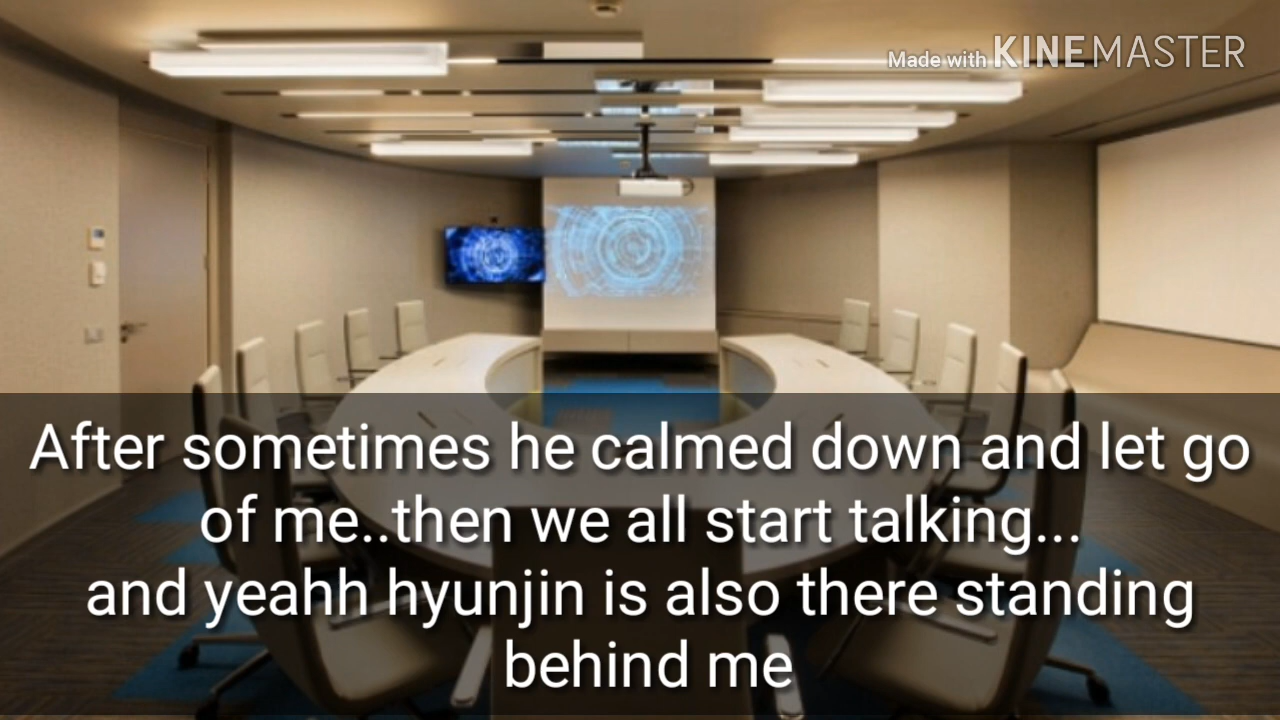 Made with KINEMASTER
After sometimes he calmed down and let go
of me..then we all start talking...
and yeahh hyunjin is also there standing
behind me